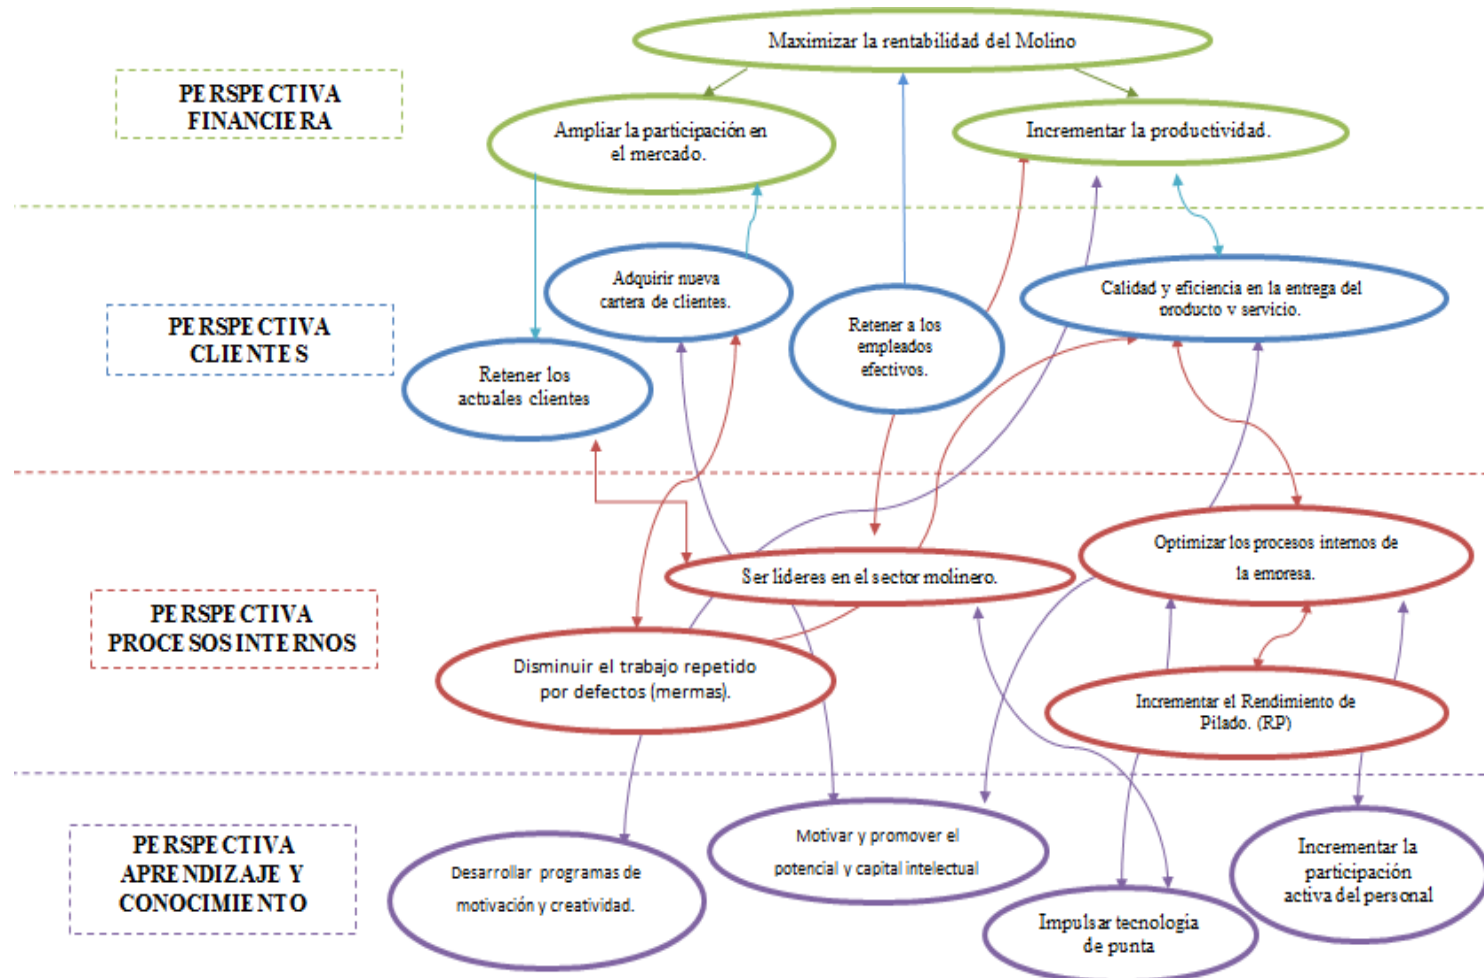 Maximizar la rentabilidad del Molino
PERSPECTIVA
FINANCIERA
Ampliar la participación en
el mercado.
Incrementar la productividad.
PERSPECTIVA
CLIENTES
Adquirir nueva
cartera de clientes.
Retener a los
empleados
efectivos.
Calidad y eficiencia en la entrega del
producto y servicio.
Retener los
actuales clientes
PERSPECTIVA
PROCESOS INTERNOS
Ser líderes en el sector molinero.
Optimizar los procesos internos de
la empresa.
Disminuir el trabajo repetido
por defectos (mermas).
Incrementar el Rendimiento de
Pilado. (RP)
PERSPECTIVA
APRENDIZAJE Y
CONOCIMIENTO
Desarrollar programas de
motivación y creatividad.
Motivar y promover el
potencial y capital intelectual
Impulsar tecnología
de punta
Incrementar la
participación
activa del personal